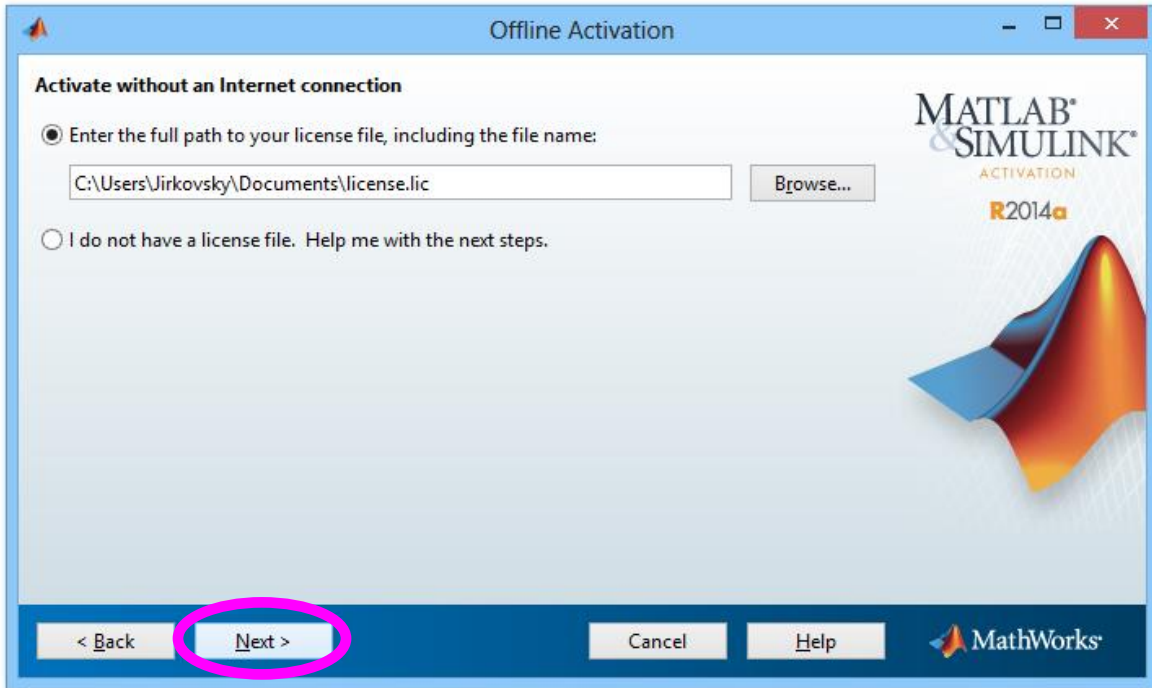 Offline Activation
Activate without an Internet connection
Enter the full path to your license file, including the file name:
C:\Users\Jirkovsky\Documents\license.lic
Browse...
I do not have a license file.  Help me with the next steps.
MATLAB®
&SIMULINK®
ACTIVATION
R2014a
< Back
Next >
Cancel
Help
MathWorks®